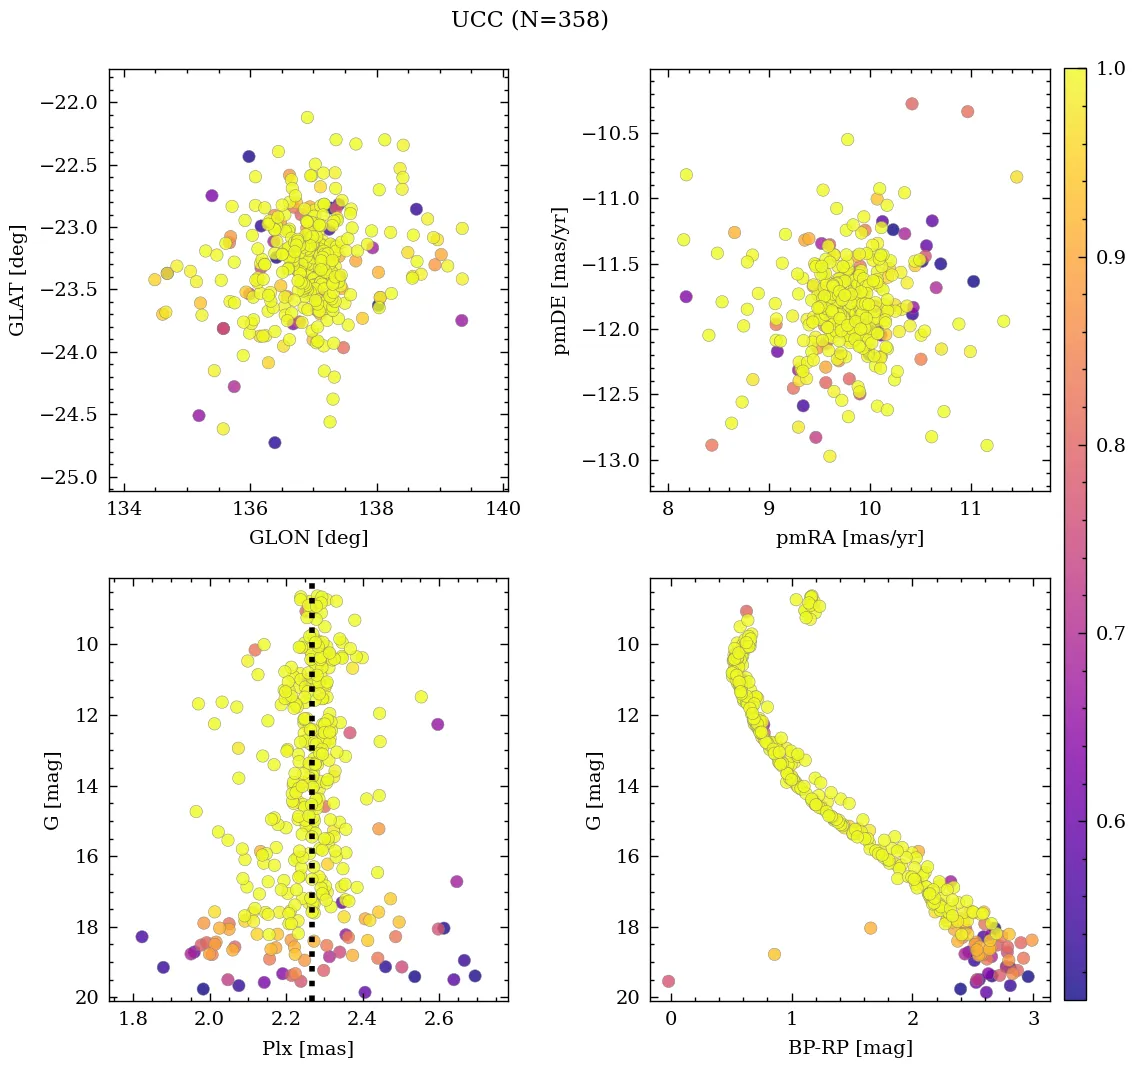 UCC (N=358)
−22.0
−22.5
−23.0
−23.5
−24.0
−24.5
−25.0
GLAT [deg]
134 136 138 140
GLON [deg]
−10.5
−11.0
−11.5
−12.0
−12.5
−13.0
pmDE [mas/yr]
8 9 10 11
pmRA [mas/yr]
1.0
0.9
0.8
0.7
0.6
10
12
14
16
18
20
G [mag]
1.8 2.0 2.2 2.4 2.6
Plx [mas]
10
12
14
16
18
20
G [mag]
0 1 2 3
BP-RP [mag]